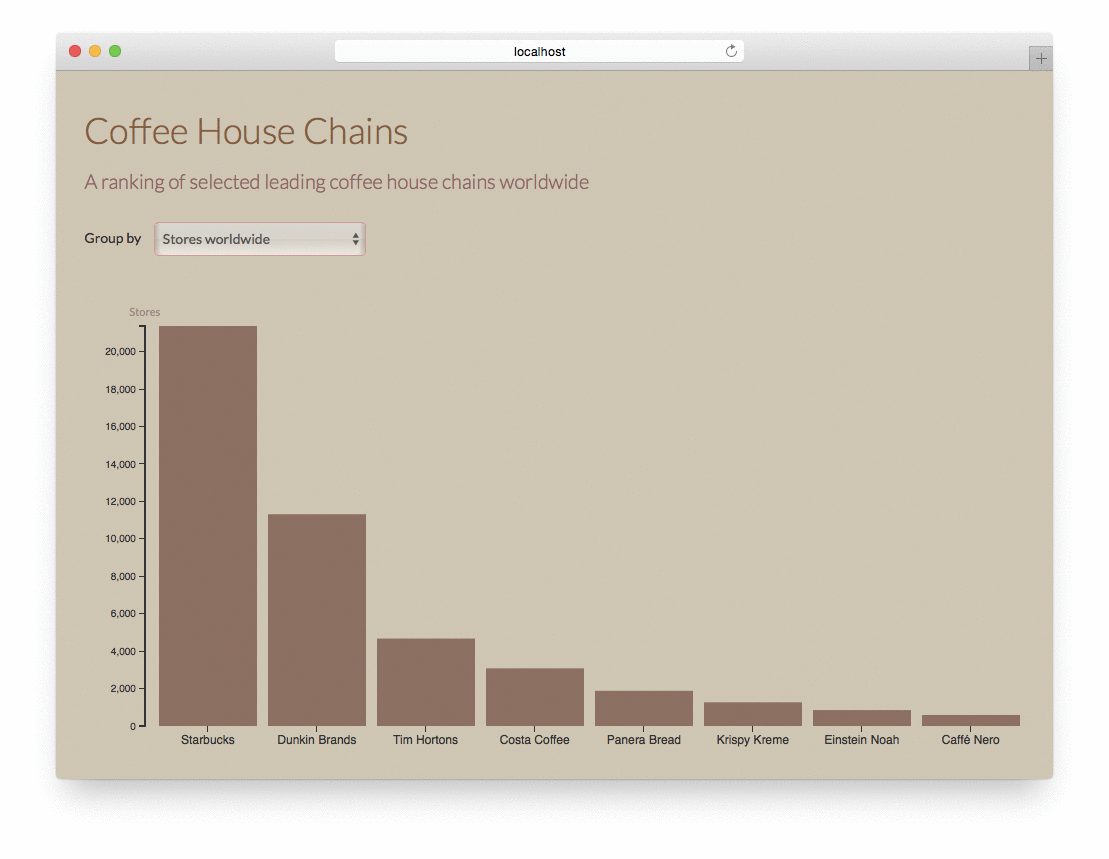 localhost
Coffee House Chains
A ranking of selected leading coffee house chains worldwide
Group by Stores worldwide
Stores
20,000
18,000
16,000
14,000
12,000
10,000
8,000
6,000
4,000
2,000
0
Starbucks Dunkin Brands Tim Hortons Costa Coffee Panera Bread Krispy Kreme Einstein Noah Caffé Nero